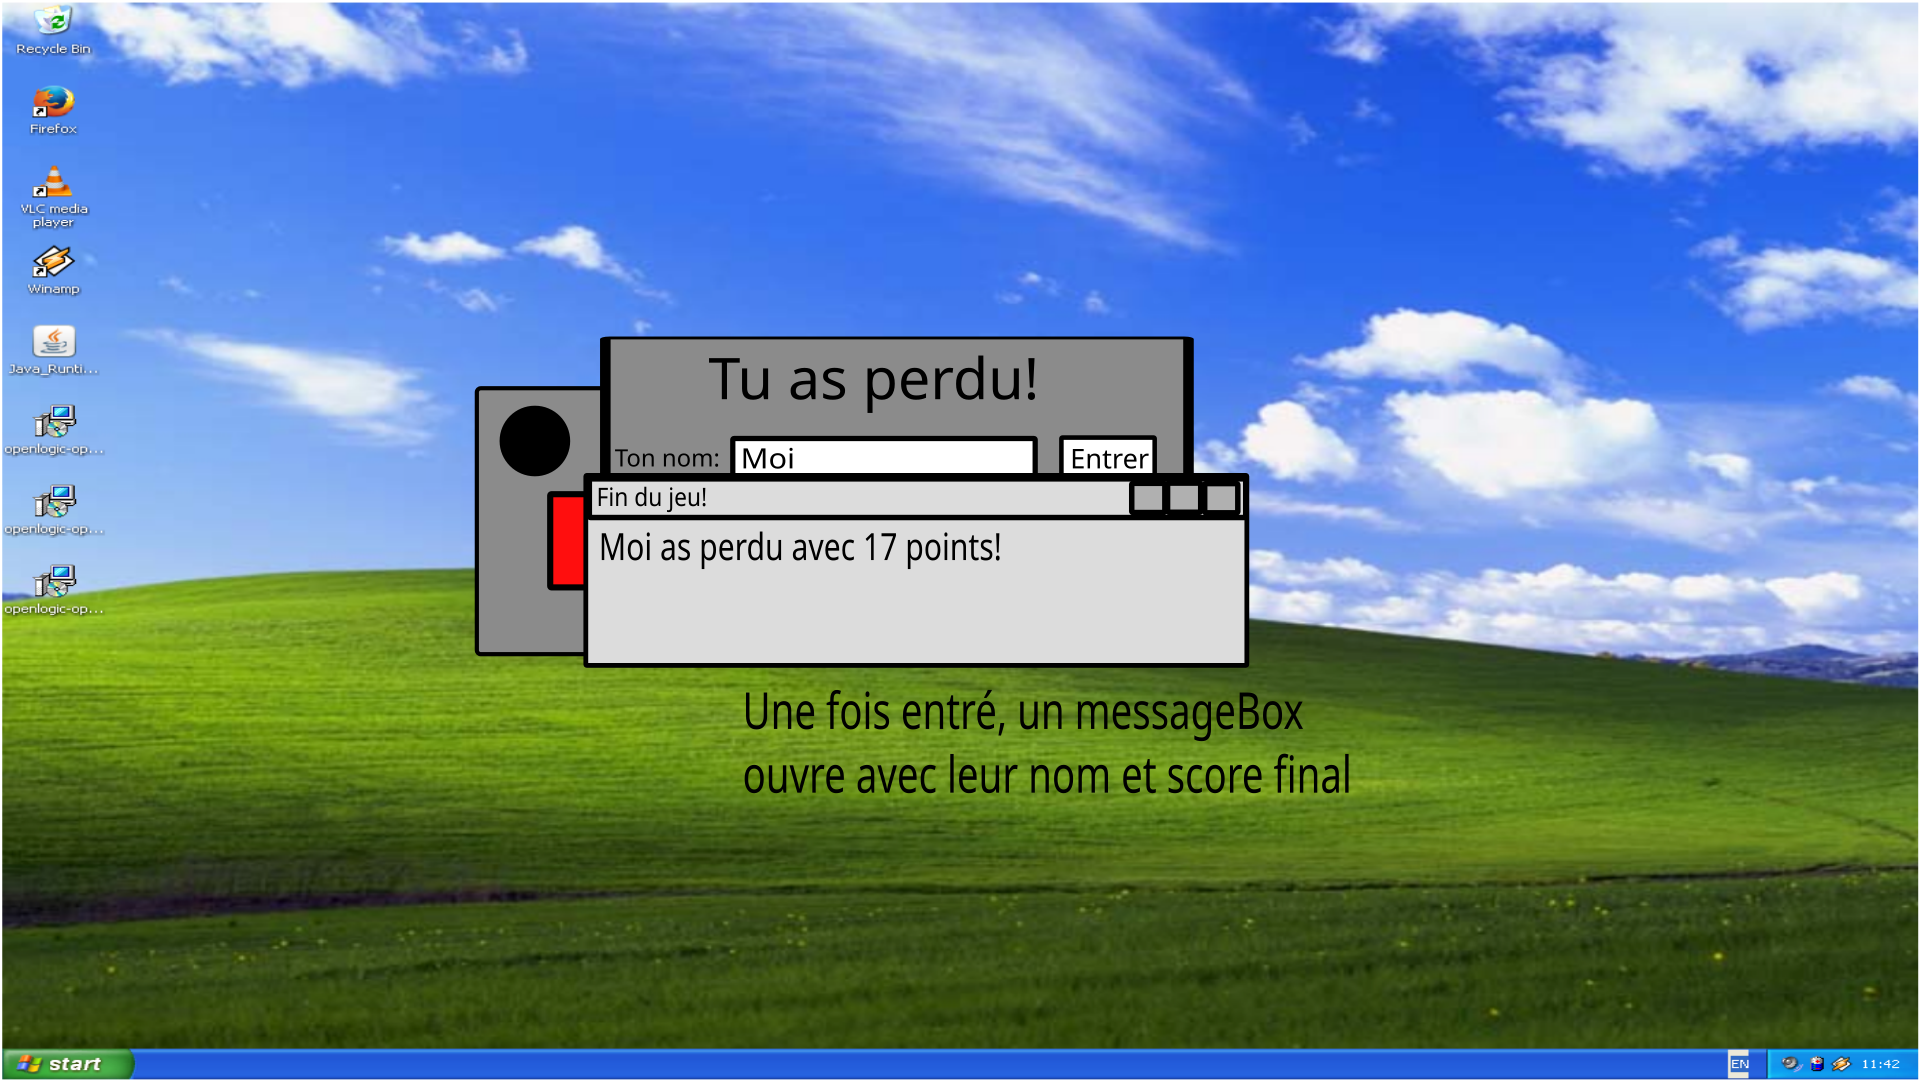 Recycle Bin
Firefox
VLC media
player
Winamp
Java_Runti...
openlogic-op...
openlogic-op...
openlogic-op...
Tu as perdu!
Ton nom: Moi Entrer
Fin du jeu!
Moi as perdu avec 17 points!
Une fois entré, un messageBox
ouvre avec leur nom et score final
start EN 11:42